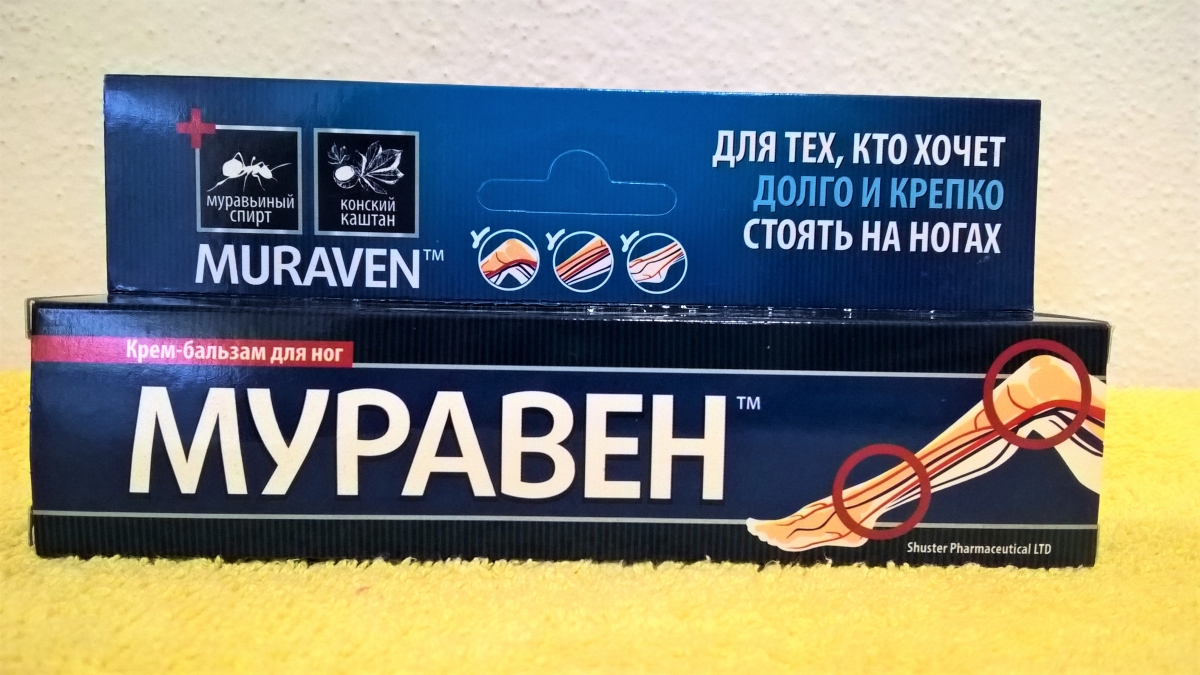 муравьиный
спирт
конский
каштан
MURAVEN™
ДЛЯ ТЕХ, КТО ХОЧЕТ
ДОЛГО И КРЕПКО
СТОЯТЬ НА НОГАХ
Крем-бальзам для ног
МУРАВЕН™
Shuster Pharmaceutical LTD